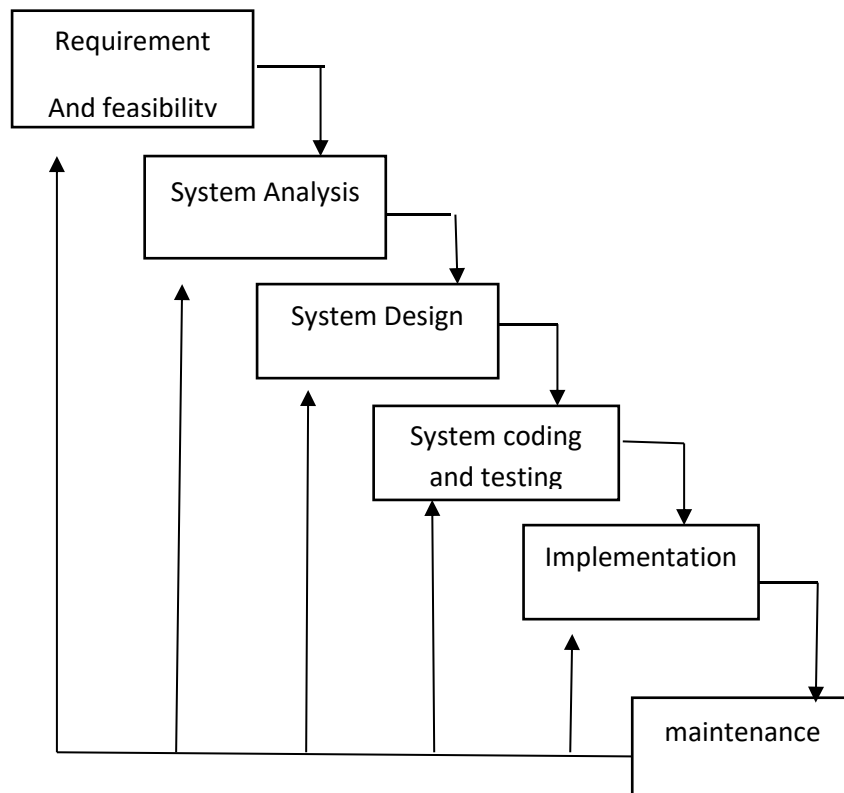 Requirement
And feasibility
System Analysis
System Design
System coding
and testing
Implementation
maintenance